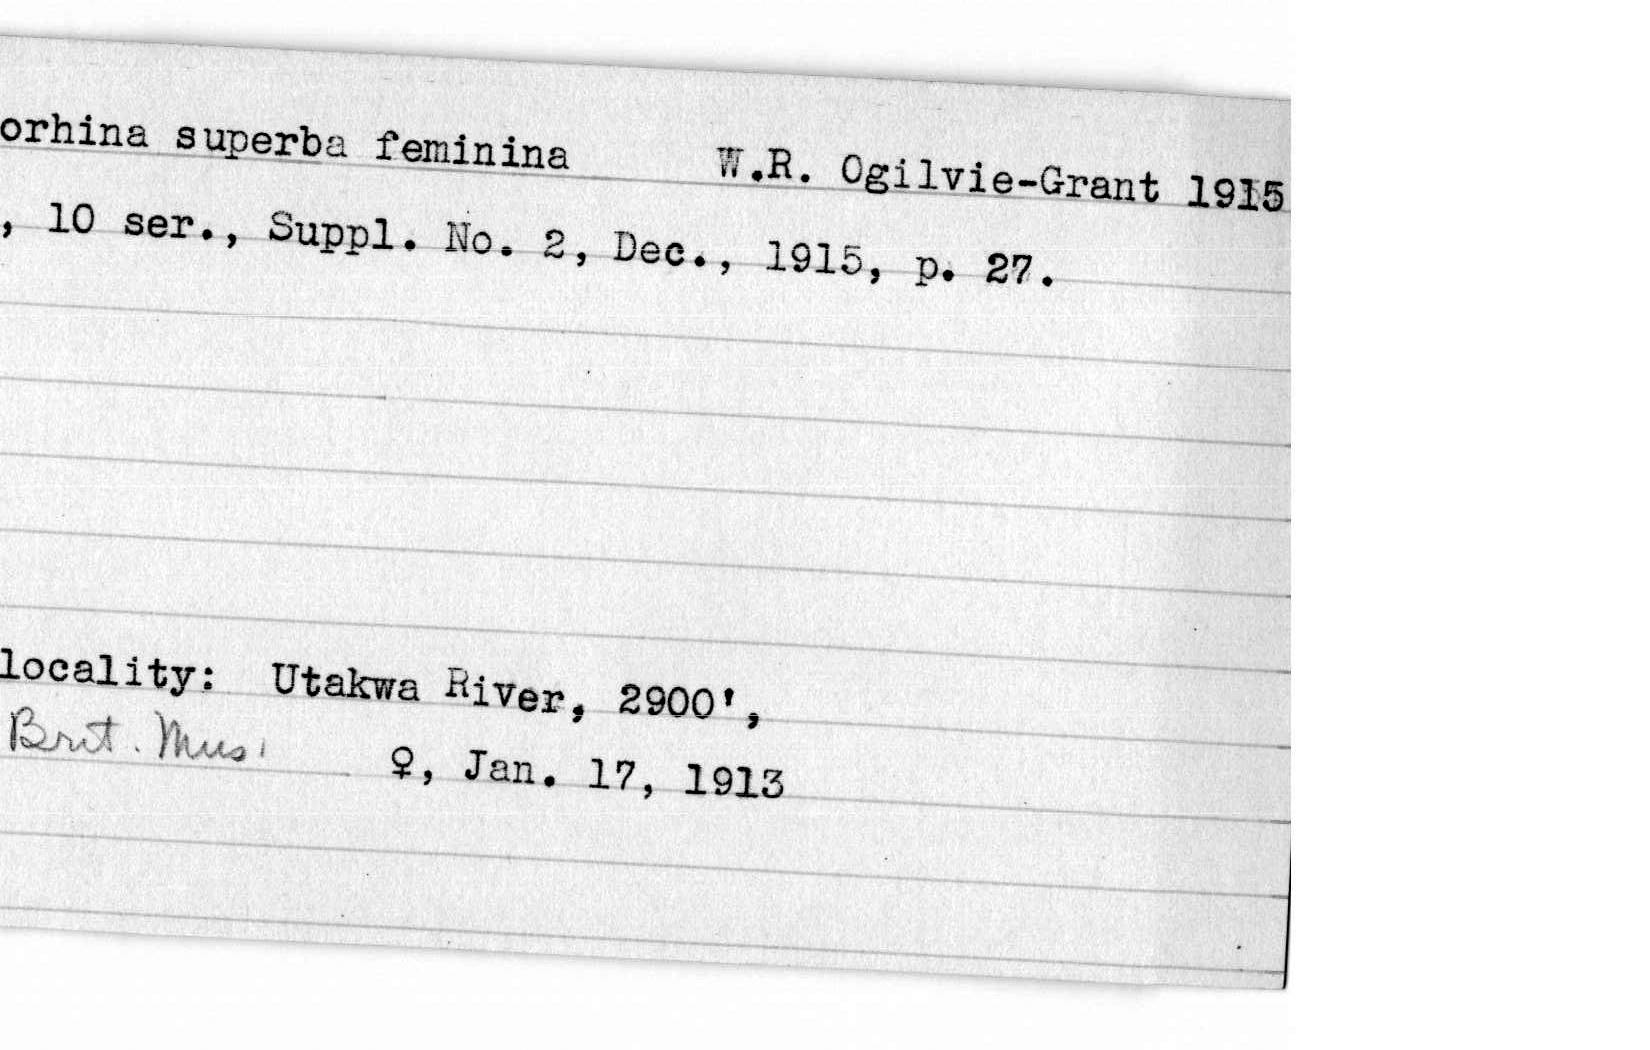 orhina superba feminina W.R. Ogilvie-Grant 1915
, 10 ser., Suppl. No. 2, Dec., 1915, p. 27.
locality: Utakwa River, 2900',
Brit. Mus.
♀, Jan. 17, 1913